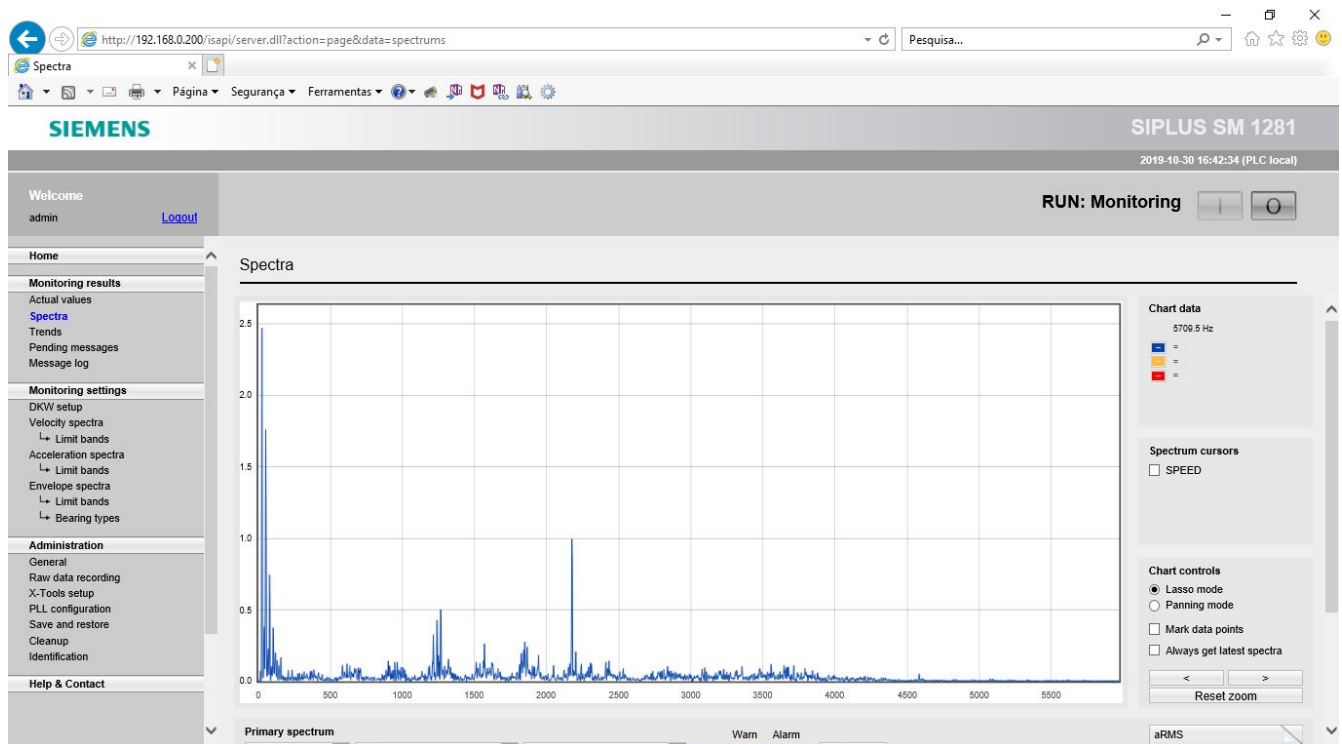 http://192.168.0.200/isapi/server.dll?action=page&data=spectrums
Pesquisa...
Spectra
Página
Segurança
Ferramentas
SIEMENS
SIPLUS SM 1281
2019-10-30 16:42:34 (PLC local)
Welcome
admin
Logout
RUN: Monitoring
I
O
Home
Monitoring results
Actual values
Spectra
Trends
Pending messages
Message log
Monitoring settings
DKW setup
Velocity spectra
Limit bands
Acceleration spectra
Limit bands
Envelope spectra
Limit bands
Bearing types
Administration
General
Raw data recording
X-Tools setup
PLL configuration
Save and restore
Cleanup
Identification
Help & Contact
Spectra
2.5
2.0
1.5
1.0
0.5
0.0
0 500 1000 1500 2000 2500 3000 3500 4000 4500 5000 5500
Chart data
5709.5 Hz
=
=
=
Spectrum cursors
SPEED
Chart controls
Lasso mode
Panning mode
Mark data points
Always get latest spectra
< >
Reset zoom
Primary spectrum
Warn Alarm
aRMS